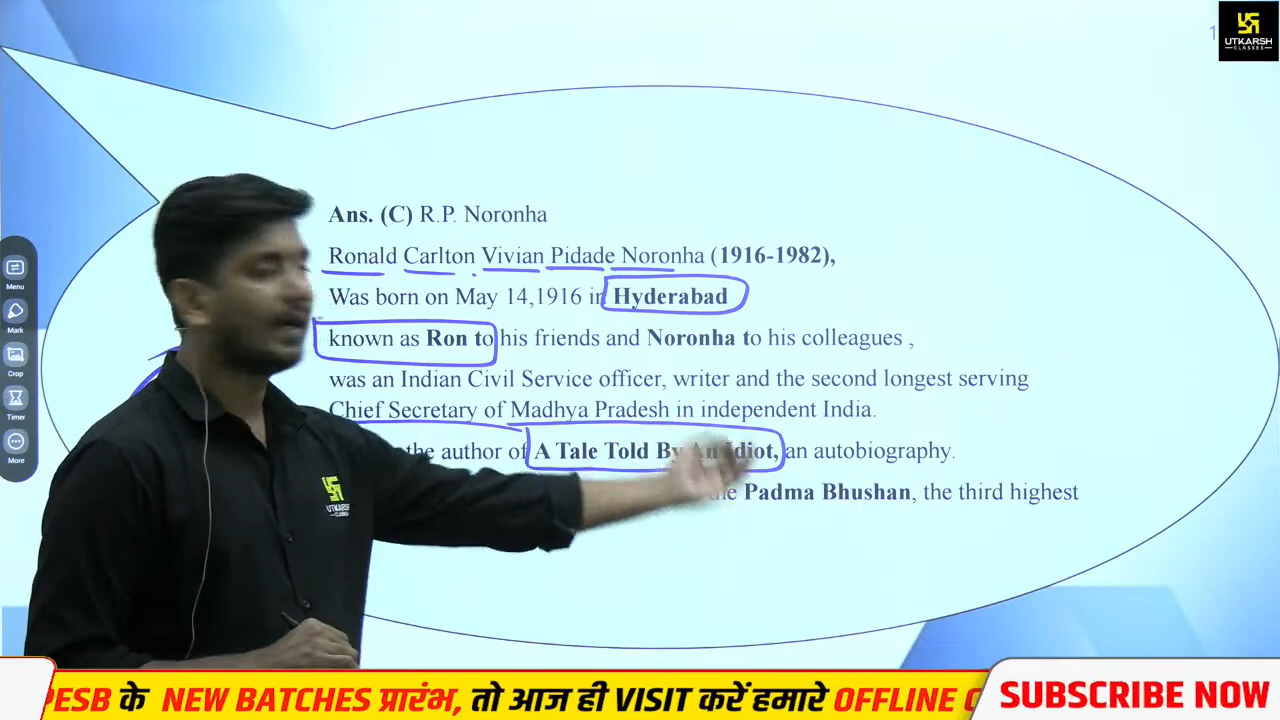 1
UTKARSH
CLASSES
Ans. (C) R.P. Noronha
Ronald Carlton Vivian Pidade Noronha (1916-1982),
Was born on May 14,1916 in Hyderabad
known as Ron to his friends and Noronha to his colleagues ,
was an Indian Civil Service officer, writer and the second longest serving
Chief Secretary of Madhya Pradesh in independent India.
the author of A Tale Told By An Idiot, an autobiography.
the Padma Bhushan, the third highest
Menu
Mark
Crop
Timer
More
UTKARSH
CLASSES
PESB के NEW BATCHES प्रारंभ, तो आज ही VISIT करें हमारे OFFLINE
SUBSCRIBE NOW